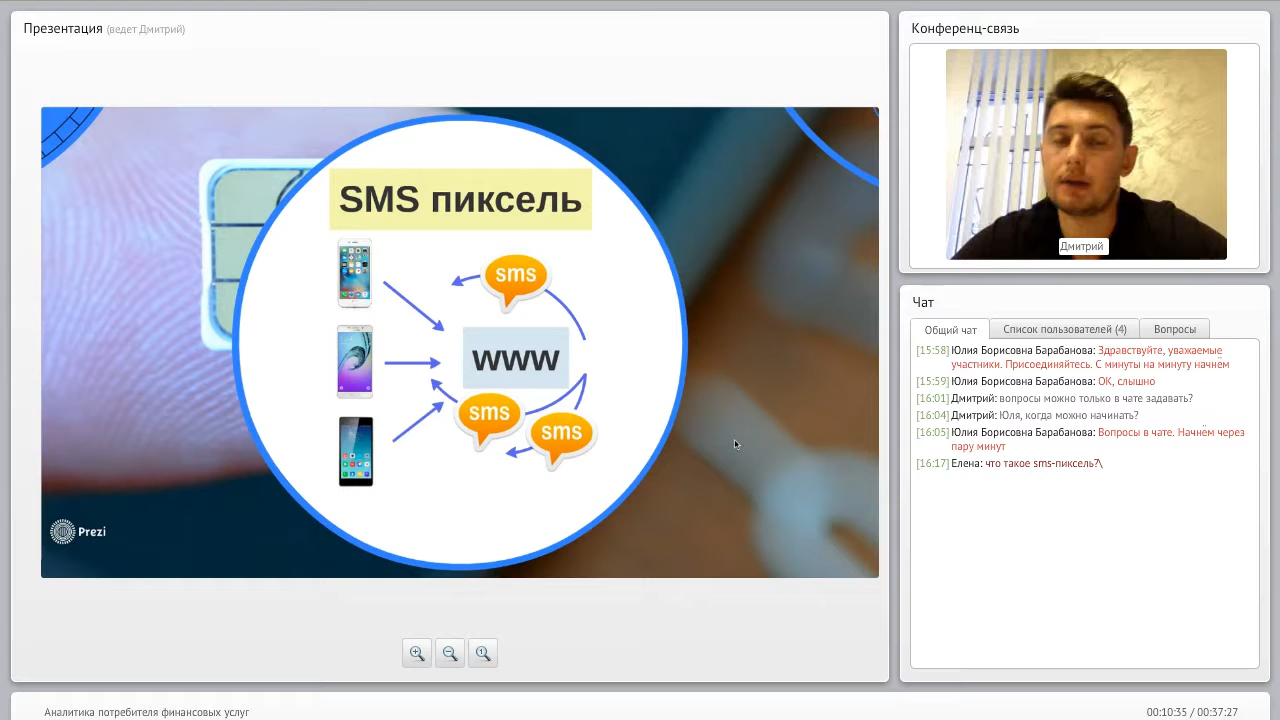 Презентация (ведет Дмитрий)
SMS пиксель
sms
www
sms
sms
Prezi
Конференц-связь
Дмитрий
Чат
Общий чат
Список пользователей (4)
Вопросы
[15:58] Юлия Борисовна Барабанова: Здравствуйте, уважаемые
участники. Присоединяйтесь. С минуты на минуту начнём
[15:59] Юлия Борисовна Барабанова: ОК, слышно
[16:01] Дмитрий: вопросы можно только в чате задавать?
[16:04] Дмитрий: Юля, когда можно начинать?
[16:05] Юлия Борисовна Барабанова: Вопросы в чате. Начнём через
пару минут
[16:17] Елена: что такое sms-пиксель?\
Аналитика потребителя финансовых услуг
00:10:35 / 00:37:27